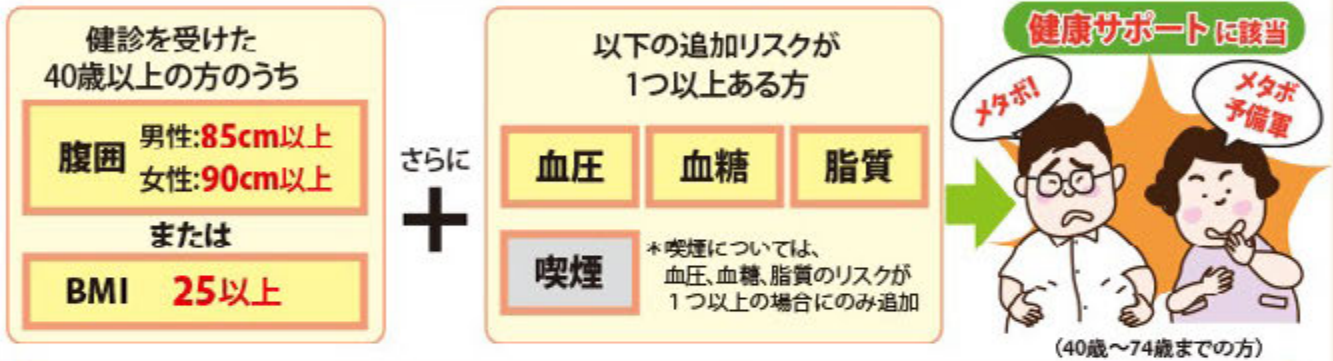 健診を受けた
40歳以上の方のうち
腹囲
男性:85cm以上
女性:90cm以上
または
BMI 25以上
さらに
+
以下の追加リスクが
1つ以上ある方
血圧
血糖
脂質
喫煙
*喫煙については、
血圧、血糖、脂質のリスクが
1つ以上の場合にのみ追加
健康サポートに該当
メタボ!
メタボ
予備軍
(40歳〜74歳までの方)